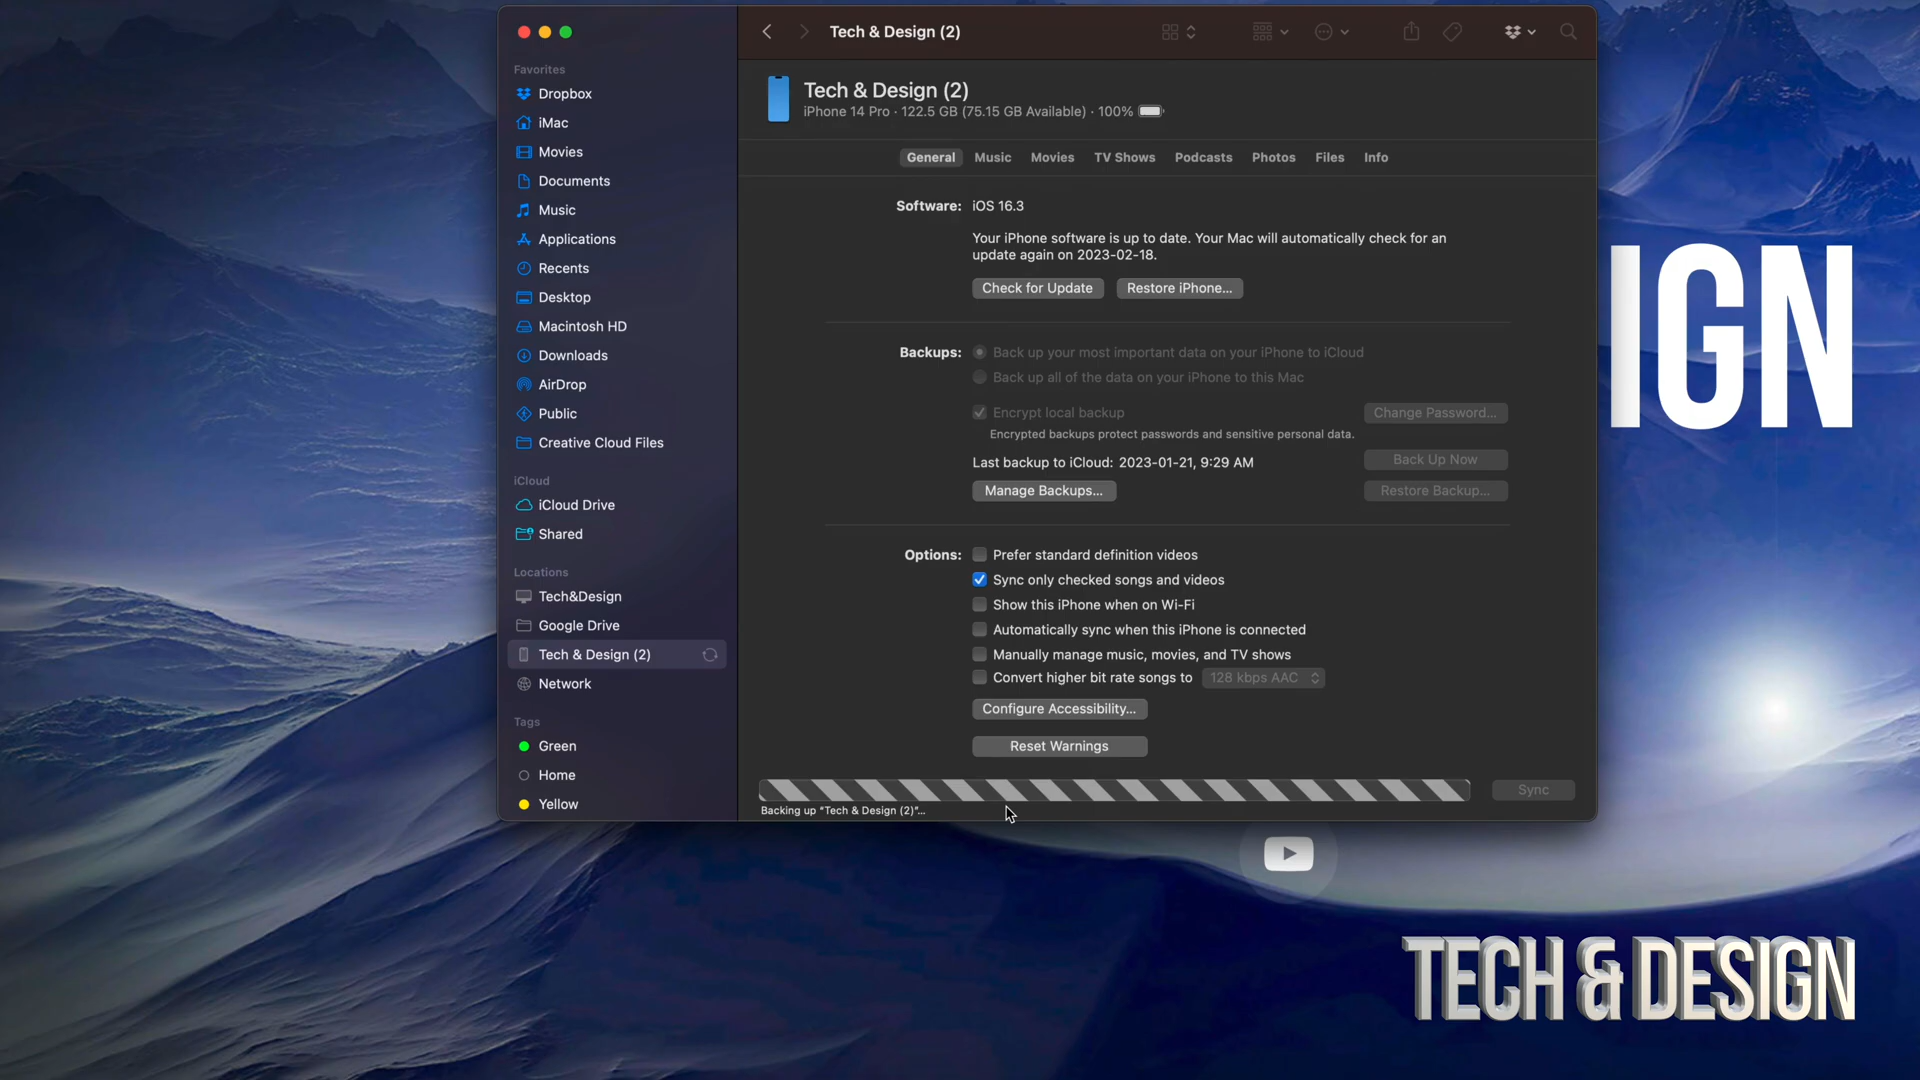 Tech & Design (2)
Favorites
Dropbox
iMac
Movies
Documents
Music
Applications
Recents
Desktop
Macintosh HD
Downloads
AirDrop
Public
Creative Cloud Files
iCloud
iCloud Drive
Shared
Locations
Tech&Design
Google Drive
Tech & Design (2)
Network
Tags
Green
Home
Yellow
Tech & Design (2)
iPhone 14 Pro · 122.5 GB (75.15 GB Available) · 100%
General Music Movies TV Shows Podcasts Photos Files Info
Software: iOS 16.3
Your iPhone software is up to date. Your Mac will automatically check for an
update again on 2023-02-18.
Check for Update Restore iPhone...
Backups: Back up your most important data on your iPhone to iCloud
Back up all of the data on your iPhone to this Mac
Encrypt local backup Change Password...
Encrypted backups protect passwords and sensitive personal data.
Last backup to iCloud: 2023-01-21, 9:29 AM Back Up Now
Manage Backups... Restore Backup...
Options: Prefer standard definition videos
Sync only checked songs and videos
Show this iPhone when on Wi-Fi
Automatically sync when this iPhone is connected
Manually manage music, movies, and TV shows
Convert higher bit rate songs to 128 kbps AAC
Configure Accessibility...
Reset Warnings
Sync
Backing up "Tech & Design (2)"...
IGN
TECH & DESIGN